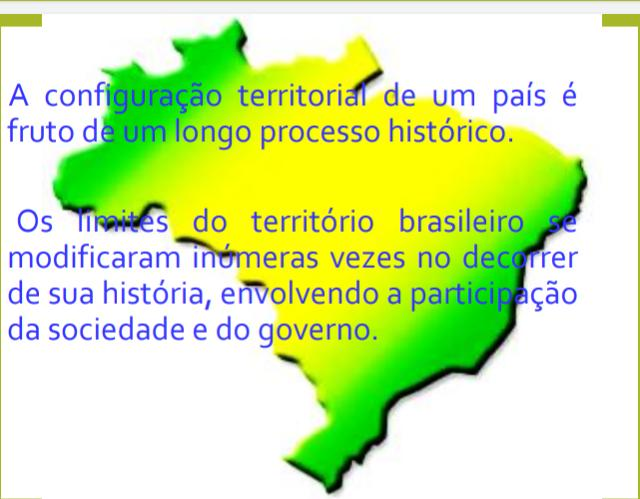 A configuração territorial de um país é
fruto de um longo processo histórico.
Os limites do território brasileiro se
modificaram inúmeras vezes no decorrer
de sua história, envolvendo a participação
da sociedade e do governo.